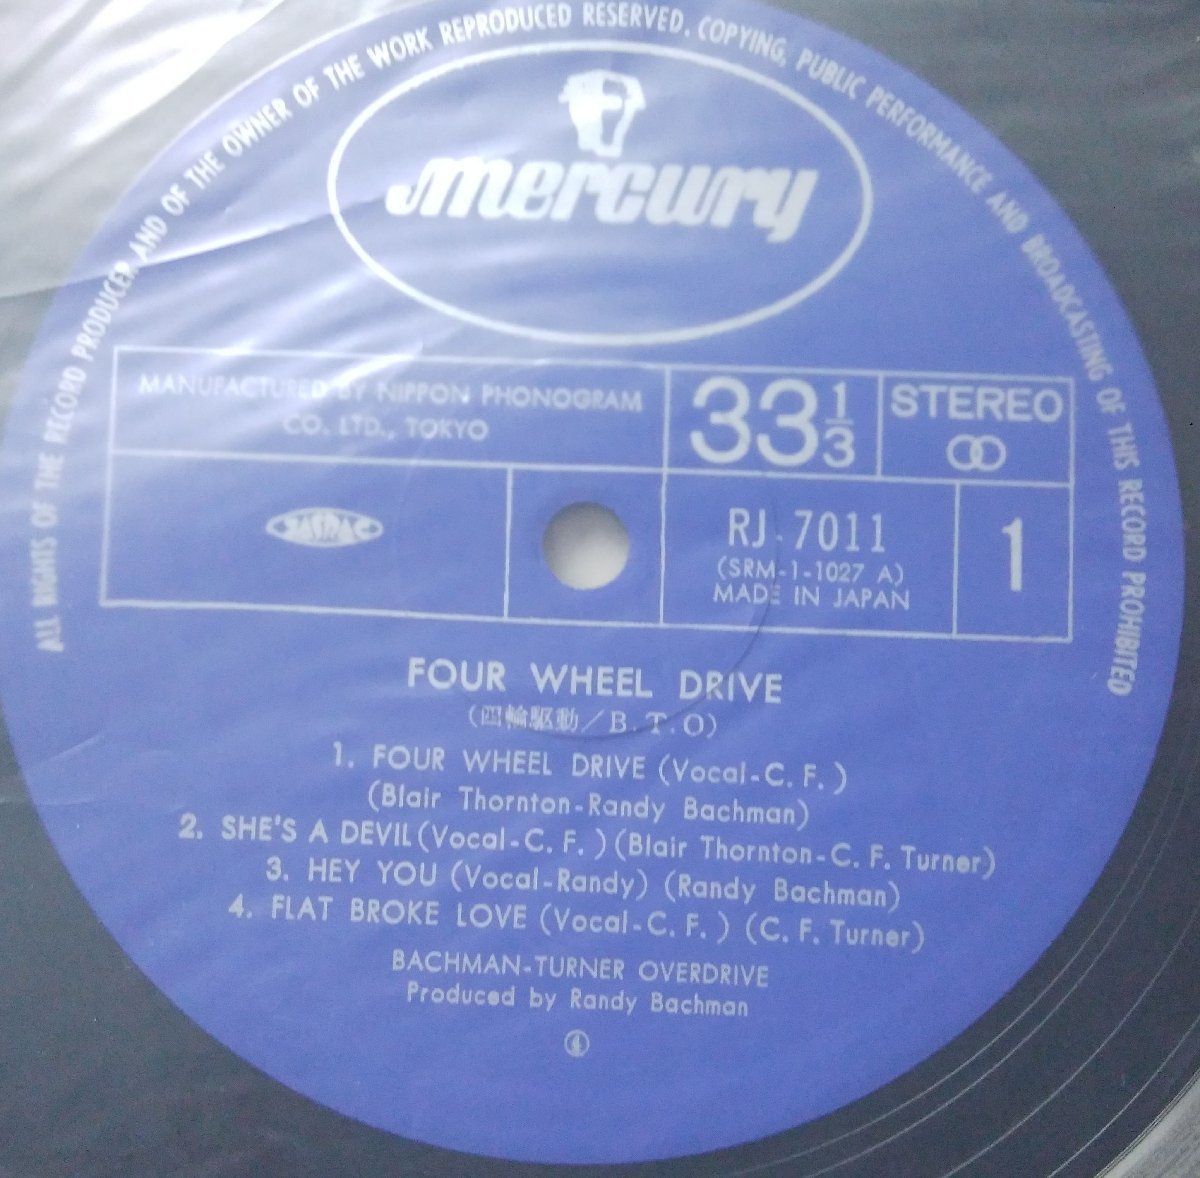 ALL RIGHTS OF THE RECORD PRODUCER AND OF THE OWNER OF THE WORK REPRODUCED RESERVED. COPYING, PUBLIC PERFORMANCE AND BROADCASTING OF THIS RECORD PROHIBITED
mercury
MANUFACTURED BY NIPPON PHONOGRAM
CO. LTD., TOKYO
33 1/3
STEREO
JASRAC
RJ-7011
(SRM-1-1027 A)
MADE IN JAPAN
1
FOUR WHEEL DRIVE
(四輪駆動/B.T.O)
1. FOUR WHEEL DRIVE (Vocal-C. F. )
(Blair Thornton-Randy Bachman)
2. SHE'S A DEVIL(Vocal-C. F. )(Blair Thornton-C. F. Turner)
3. HEY YOU (Vocal-Randy) (Randy Bachman)
4. FLAT BROKE LOVE (Vocal-C. F. ) (C. F. Turner)
BACHMAN-TURNER OVERDRIVE
Produced by Randy Bachman